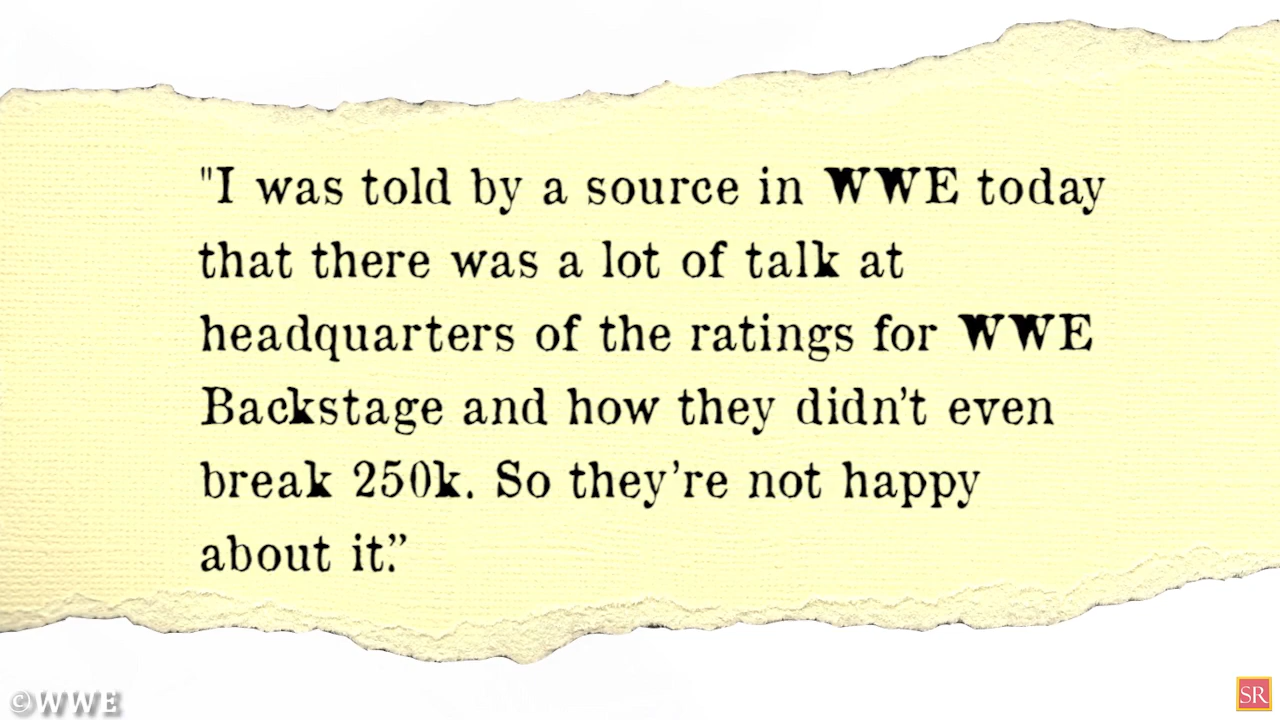 "I was told by a source in WWE today
that there was a lot of talk at
headquarters of the ratings for WWE
Backstage and how they didn’t even
break 250k. So they’re not happy
about it.”
©WWE
SR